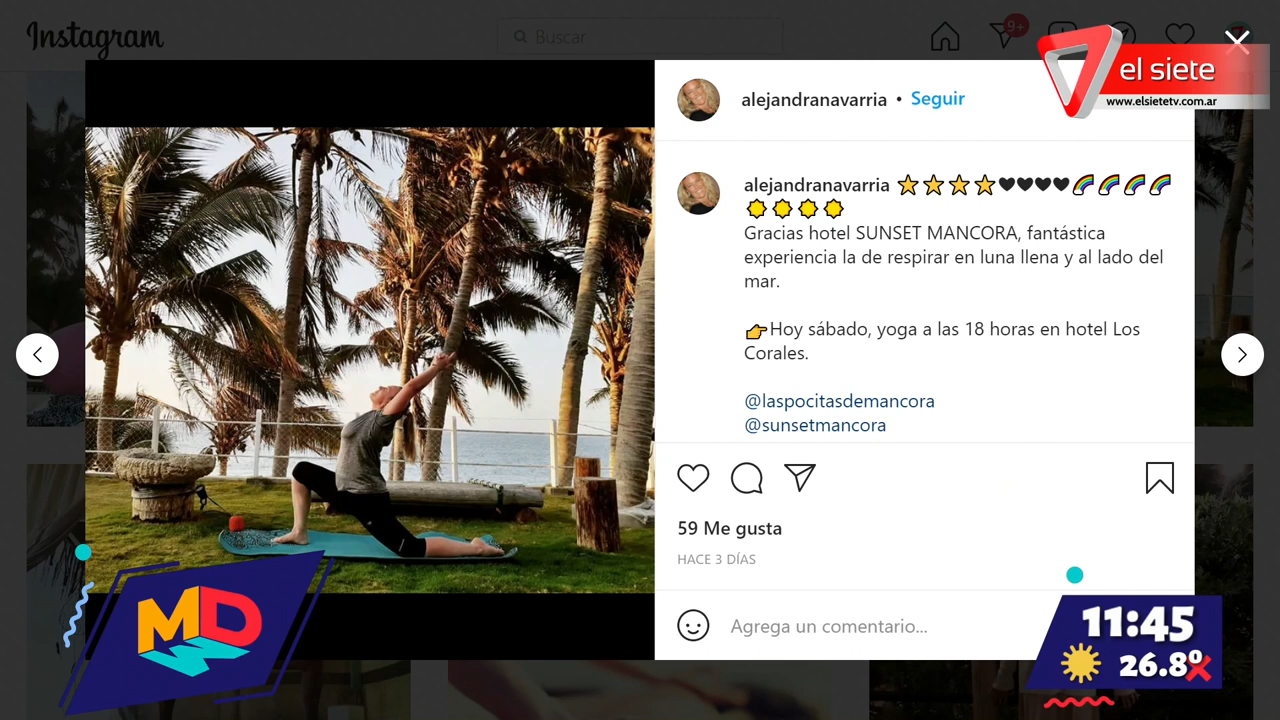 Instagram
Buscar
9+
el siete
www.elsietetv.com.ar
alejandranavarria • Seguir
alejandranavarria ⭐⭐⭐⭐🖤🖤🖤🖤🌈🌈🌈🌈
Gracias hotel SUNSET MANCORA, fantástica
experiencia la de respirar en luna llena y al lado del
mar.
👉Hoy sábado, yoga a las 18 horas en hotel Los
Corales.
@laspocitasdemancora
@sunsetmancora
59 Me gusta
HACE 3 DÍAS
Agrega un comentario...
MD
11:45
26.8º